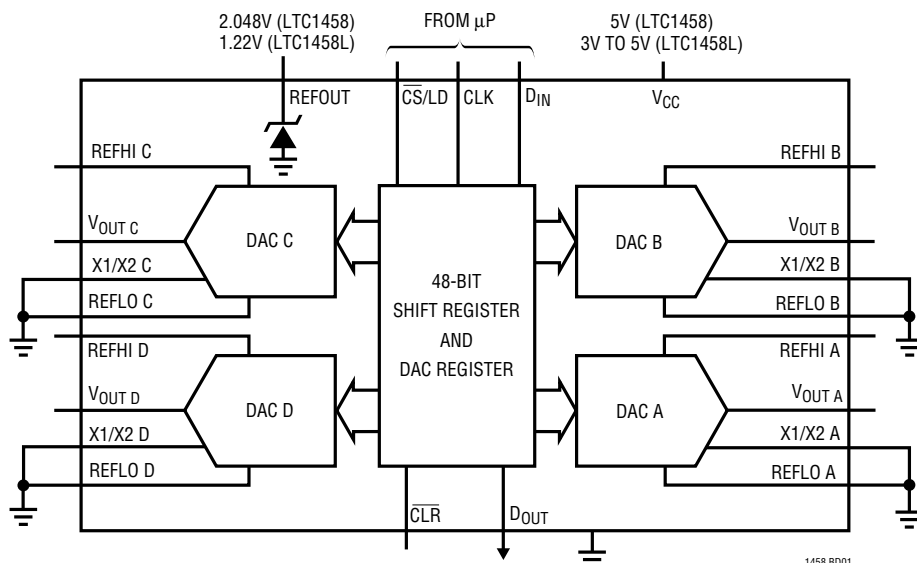 2.048V (LTC1458)
1.22V (LTC1458L)
FROM µP
5V (LTC1458)
3V TO 5V (LTC1458L)
REFOUT
C̅S̅/LD
CLK
DIN
VCC
REFHI C
REFHI B
VOUT C
DAC C
DAC B
VOUT B
X1/X2 C
X1/X2 B
REFLO C
REFLO B
48-BIT
SHIFT REGISTER
AND
DAC REGISTER
REFHI D
REFHI A
VOUT D
DAC D
DAC A
VOUT A
X1/X2 D
X1/X2 A
REFLO D
REFLO A
C̅L̅R̅
DOUT
1458 BD01